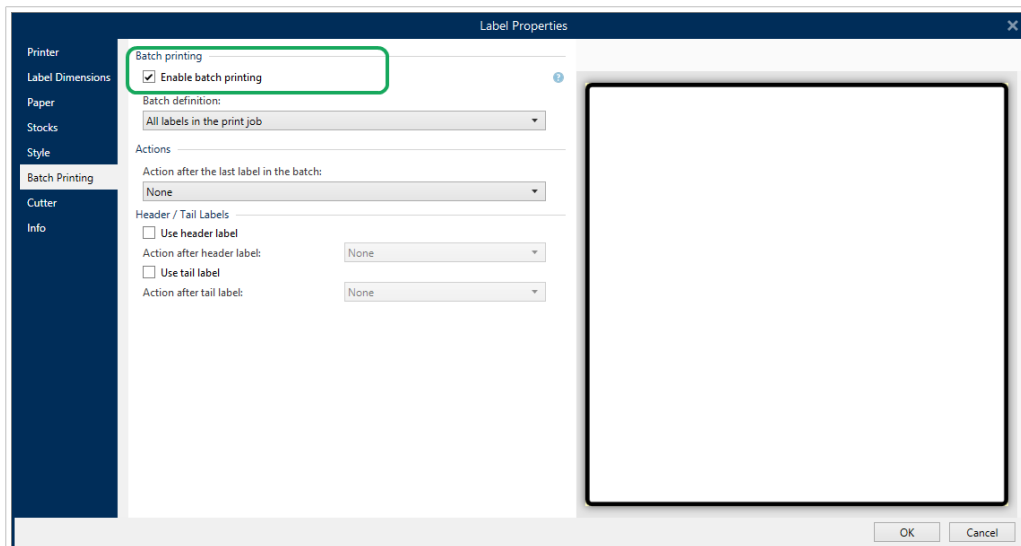 Label Properties
Printer
Label Dimensions
Paper
Stocks
Style
Batch Printing
Cutter
Info
Batch printing
Enable batch printing
?
Batch definition:
All labels in the print job
Actions
Action after the last label in the batch:
None
Header / Tail Labels
Use header label
Action after header label: None
Use tail label
Action after tail label: None
OK Cancel